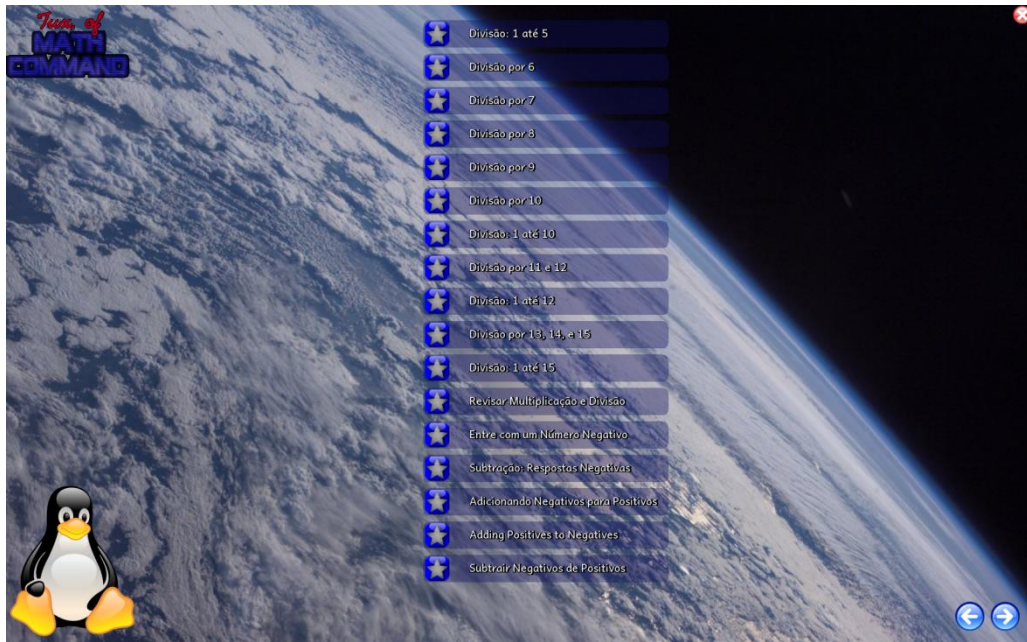 Tux, of
MATH
COMMAND
Divisão: 1 até 5
Divisão por 6
Divisão por 7
Divisão por 8
Divisão por 9
Divisão por 10
Divisão: 1 até 10
Divisão por 11 e 12
Divisão: 1 até 12
Divisão por 13, 14, e 15
Divisão: 1 até 15
Revisar Multiplicação e Divisão
Entre com um Número Negativo
Subtração: Respostas Negativas
Adicionando Negativos para Positivos
Adding Positives to Negatives
Subtrair Negativos de Positivos